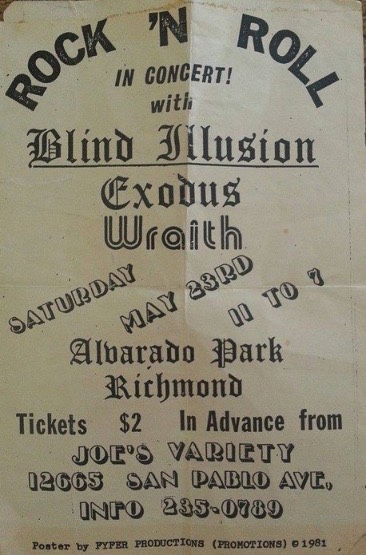 ROCK 'N ROLL
IN CONCERT!
with
Blind Illusion
Exodus
Wraith
SATURDAY
MAY 23RD
11 TO 7
Alvarado Park
Richmond
Tickets $2 In Advance from
JOE'S VARIETY
12665 SAN PABLO AVE,
INFO 235-0789
Poster by FYFER PRODUCTIONS (PROMOTIONS) © 1981